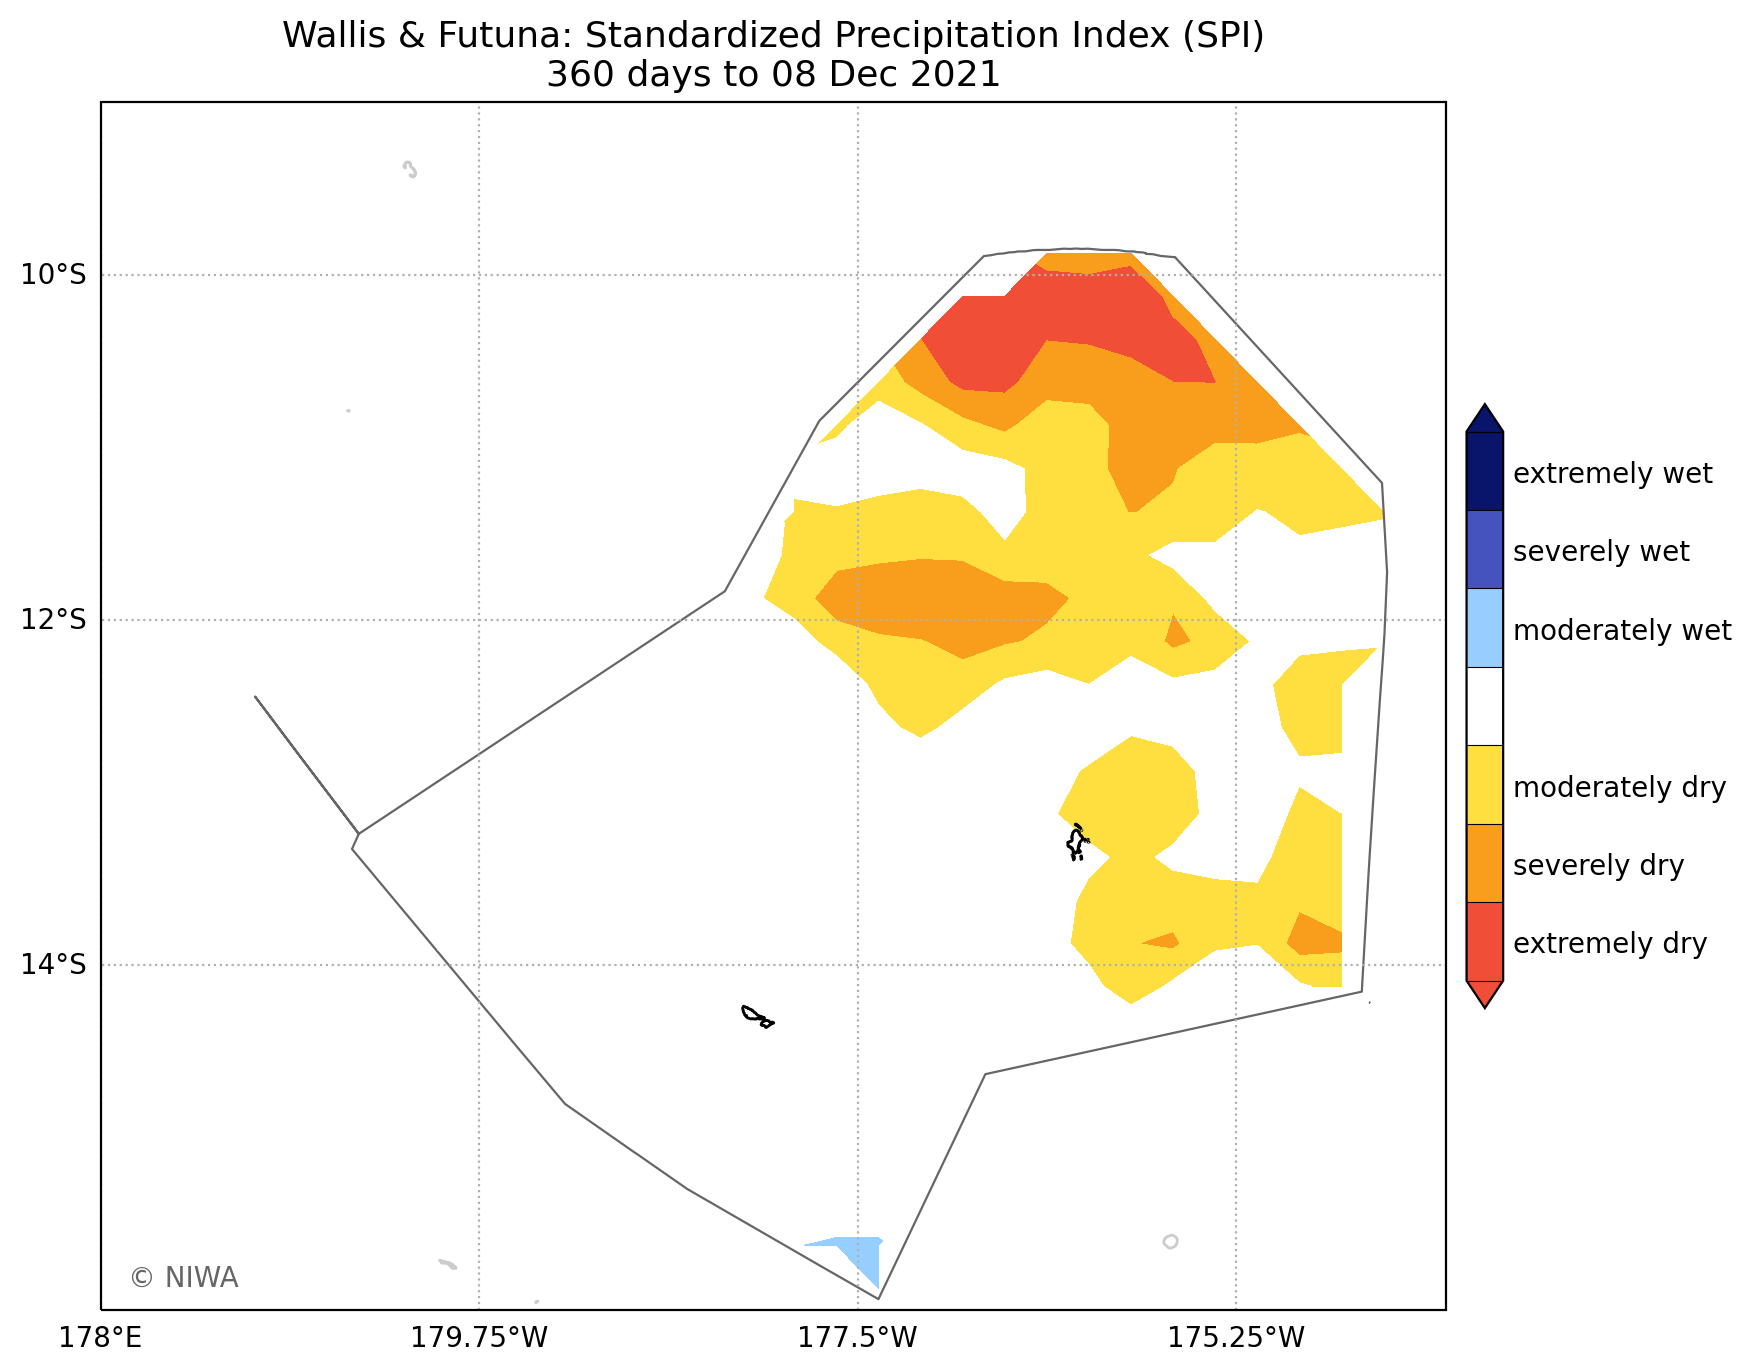 Wallis & Futuna: Standardized Precipitation Index (SPI)
360 days to 08 Dec 2021
10°S
12°S
14°S
extremely wet
severely wet
moderately wet
moderately dry
severely dry
extremely dry
© NIWA
178°E
179.75°W
177.5°W
175.25°W